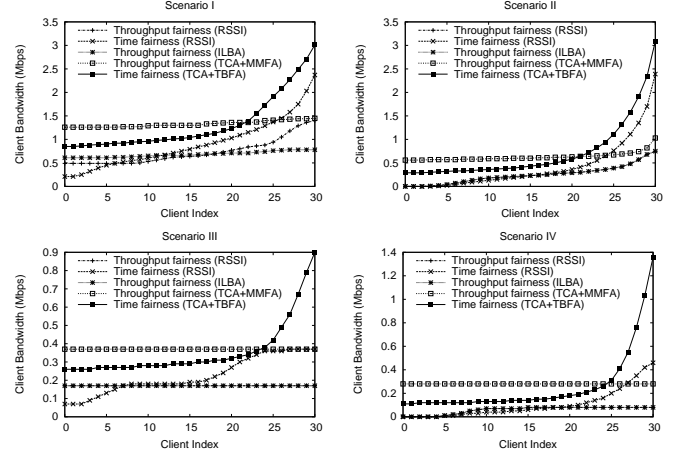 Scenario I
Client Bandwidth (Mbps)
3.5
3
2.5
2
1.5
1
0.5
0
Throughput fairness (RSSI)
Time fairness (RSSI)
Throughput fairness (ILBA)
Throughput fairness (TCA+MMFA)
Time fairness (TCA+TBFA)
0 5 10 15 20 25 30
Client Index
Scenario II
Client Bandwidth (Mbps)
3.5
3
2.5
2
1.5
1
0.5
0
Throughput fairness (RSSI)
Time fairness (RSSI)
Throughput fairness (ILBA)
Throughput fairness (TCA+MMFA)
Time fairness (TCA+TBFA)
0 5 10 15 20 25 30
Client Index
Scenario III
Client Bandwidth (Mbps)
0.9
0.8
0.7
0.6
0.5
0.4
0.3
0.2
0.1
0
Throughput fairness (RSSI)
Time fairness (RSSI)
Throughput fairness (ILBA)
Throughput fairness (TCA+MMFA)
Time fairness (TCA+TBFA)
0 5 10 15 20 25 30
Client Index
Scenario IV
Client Bandwidth (Mbps)
1.4
1.2
1
0.8
0.6
0.4
0.2
0
Throughput fairness (RSSI)
Time fairness (RSSI)
Throughput fairness (ILBA)
Throughput fairness (TCA+MMFA)
Time fairness (TCA+TBFA)
0 5 10 15 20 25 30
Client Index